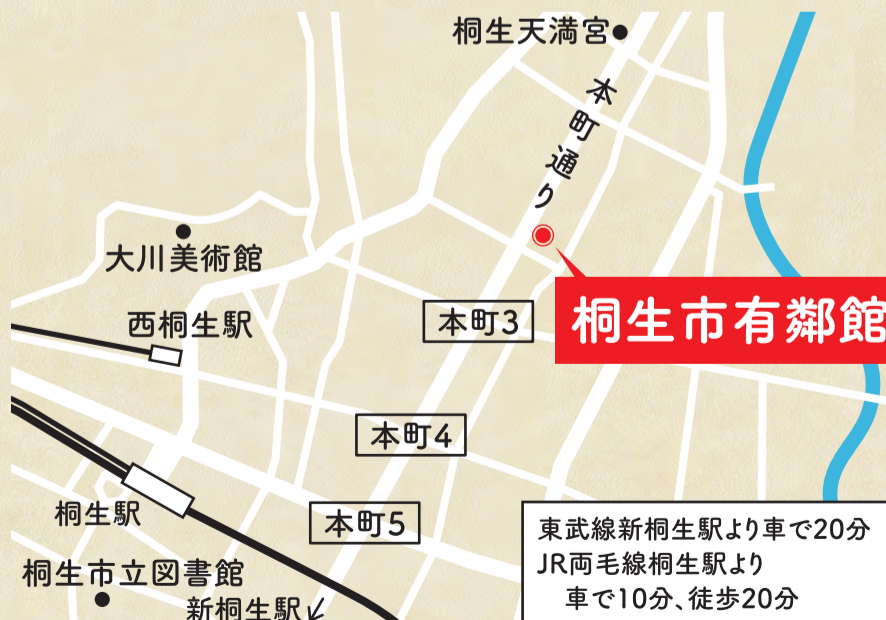 桐生天満宮
本町通り
大川美術館
西桐生駅
本町3
桐生市有鄰館
本町4
桐生駅
本町5
桐生市立図書館
新桐生駅
東武線新桐生駅より車で20分
JR両毛線桐生駅より
車で10分、徒歩20分